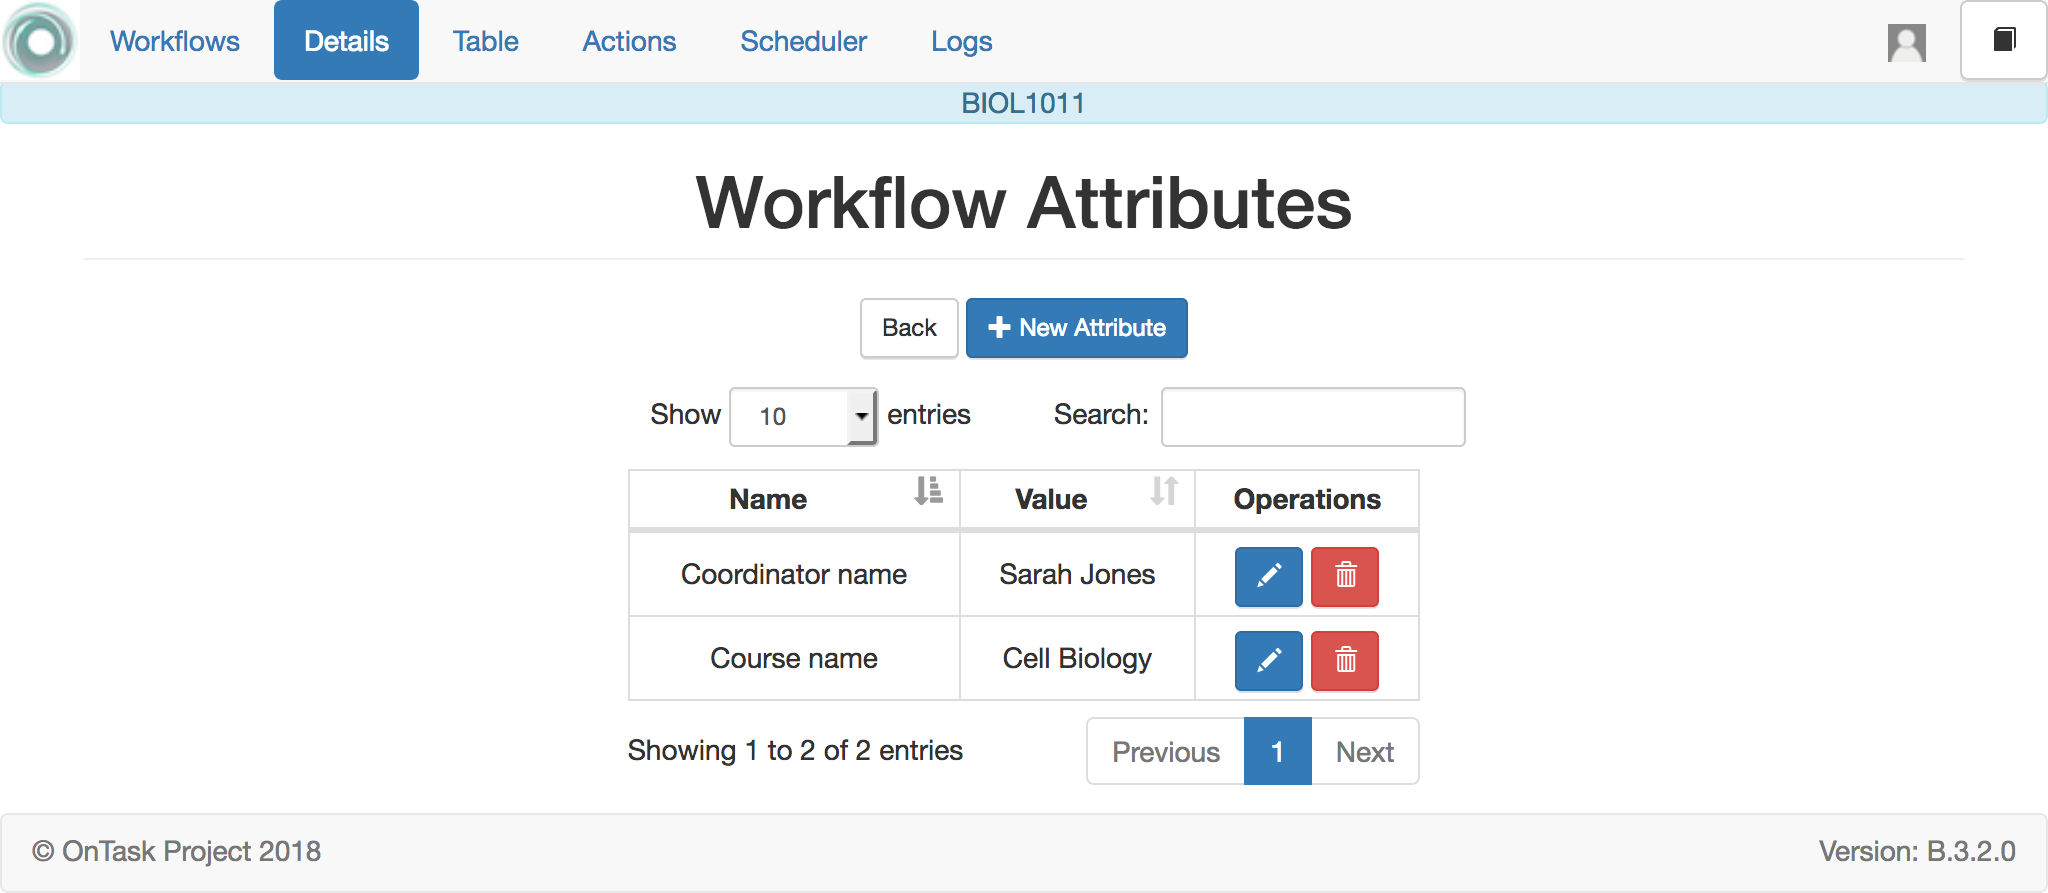 Workflows Details Table Actions Scheduler Logs
BIOL1011
Workflow Attributes
Back New Attribute
Show 10 entries Search:
Name Value Operations
Coordinator name Sarah Jones
Course name Cell Biology
Showing 1 to 2 of 2 entries Previous 1 Next
© OnTask Project 2018 Version: B.3.2.0